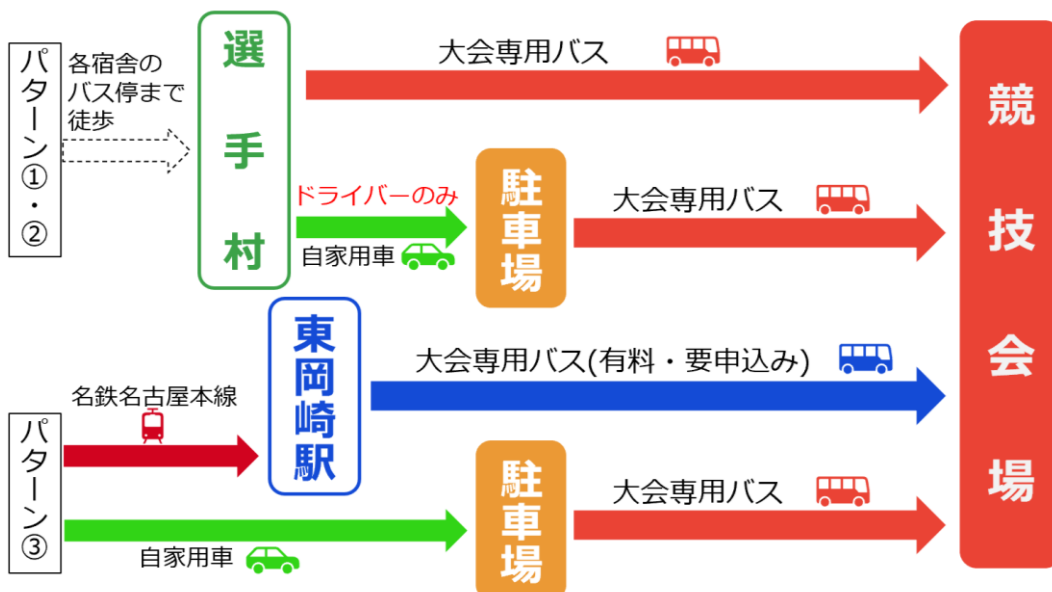 パターン①・②
各宿舎の
バス停まで
徒歩
選手村
大会専用バス
ドライバーのみ
自家用車
駐車場
大会専用バス
競技会場
パターン③
名鉄名古屋本線
東岡崎駅
大会専用バス(有料・要申込み)
自家用車
駐車場
大会専用バス